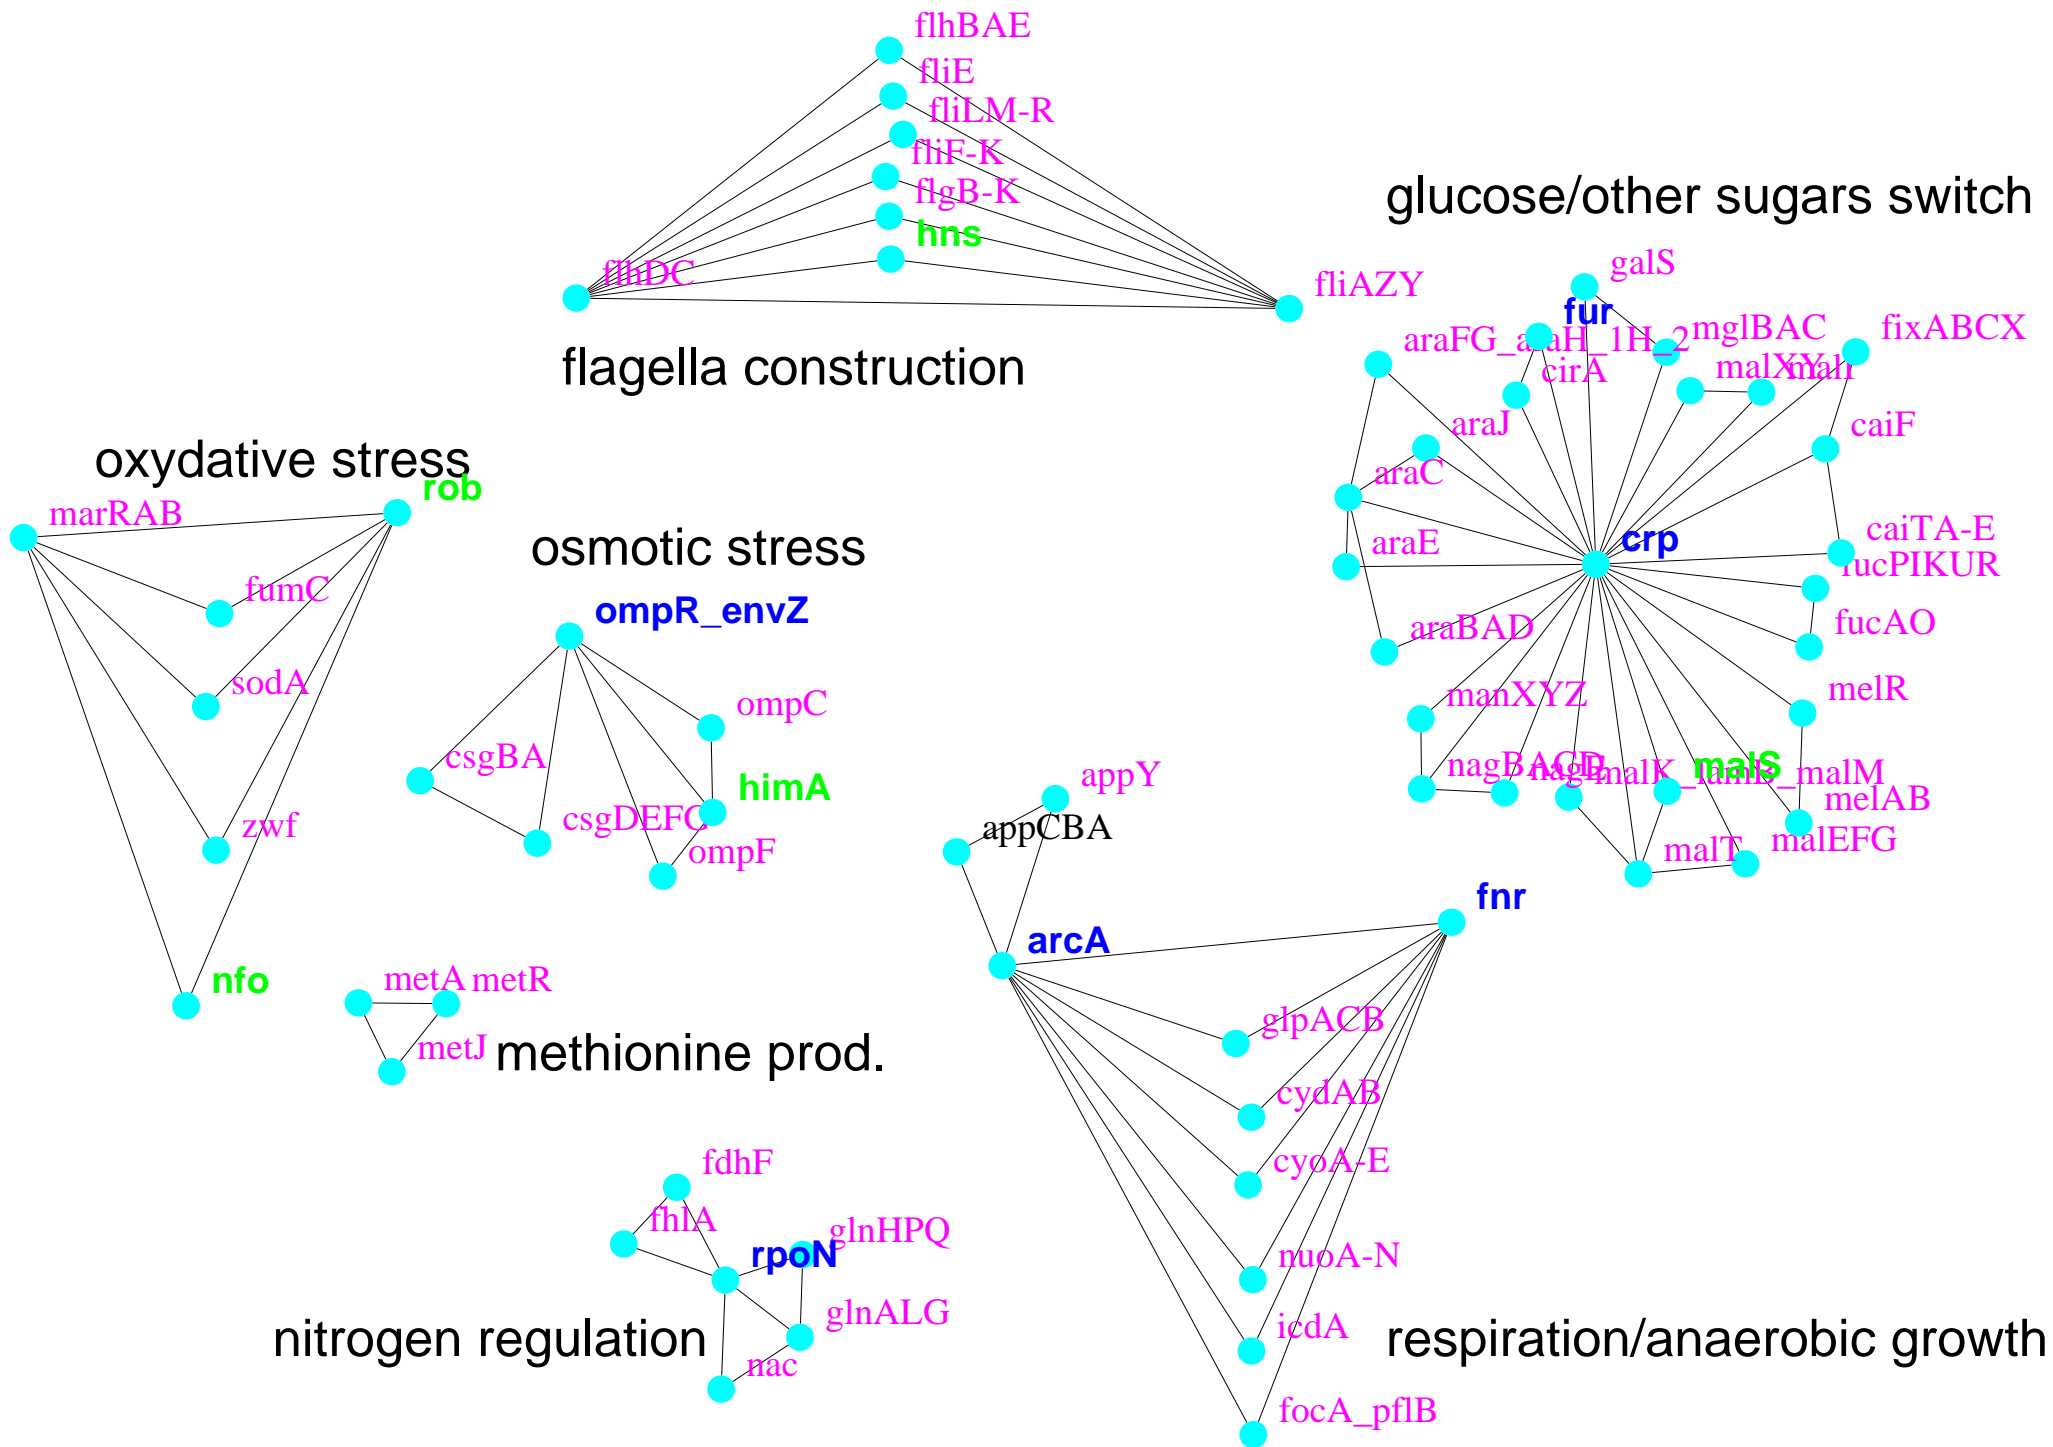 flhBAE
fliE
fliLM-R
fliF-K
flgB-K
hns
flhDC
fliAZY
flagella construction
glucose/other sugars switch
galS
fur
araFG_araH_1H_2
mglBAC
fixABCX
cirA
malXY
malI
araJ
caiF
araC
crp
caiTA-E
araE
fucPIKUR
araBAD
fucAO
manXYZ
melR
nagBACD
nagE
malK_lamB_malM
malS
melAB
malT
malEFG
oxydative stress
rob
marRAB
fumC
sodA
zwf
nfo
osmotic stress
ompR_envZ
ompC
csgBA
himA
csgDEFG
ompF
metA
metR
metJ
methionine prod.
appY
appCBA
fnr
arcA
glpACB
cydAB
cyoA-E
nuoA-N
icdA
focA_pflB
respiration/anaerobic growth
fdhF
fhlA
glnHPQ
rpoN
glnALG
nac
nitrogen regulation